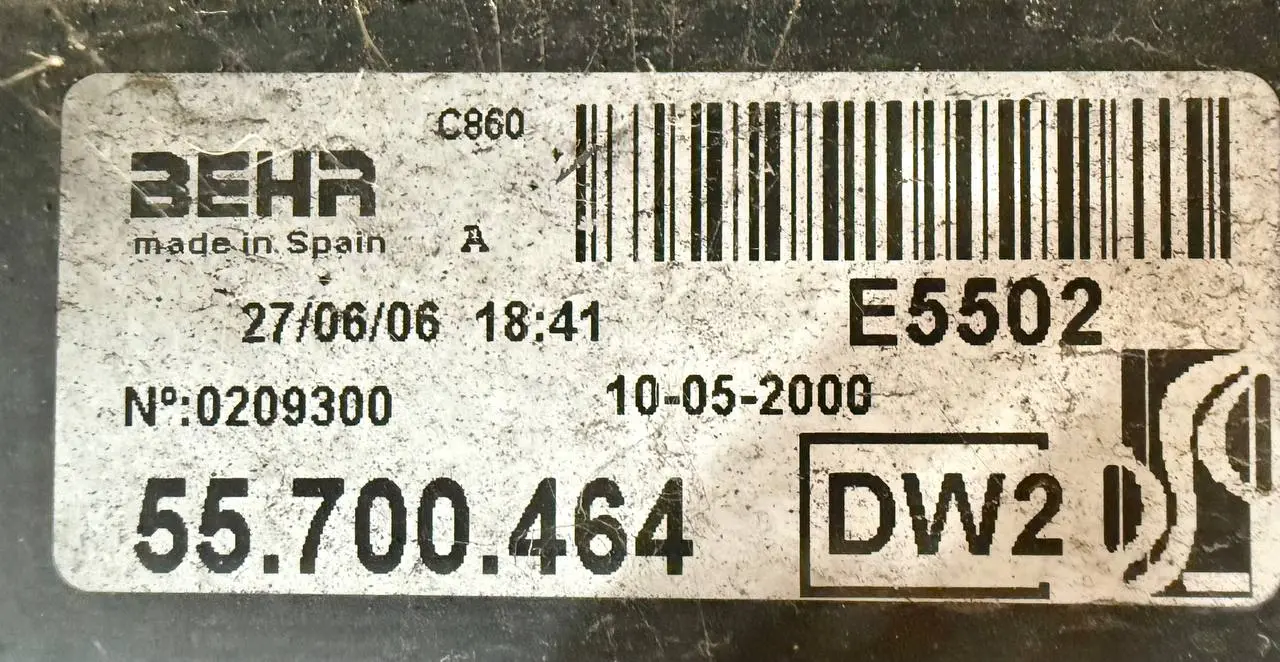 C860
BEHR
made in Spain A
E5502
27/06/06 18:41
Nº:0209300 10-05-2000
55.700.464 DW2